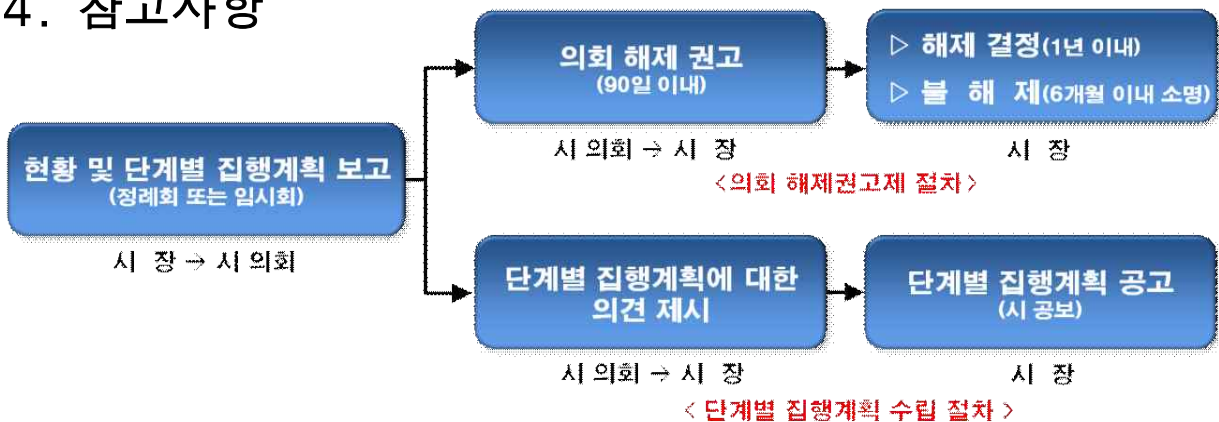 4. 참고사항
의회 해제 권고
(90일 이내)
▷ 해제 결정(1년 이내)
▷ 불 해 제(6개월 이내 소명)
시 의회 → 시 장
시 장
<의회 해제권고제 절차>
현황 및 단계별 집행계획 보고
(정례회 또는 임시회)
시 장 → 시 의회
단계별 집행계획에 대한
의견 제시
단계별 집행계획 공고
(시 공보)
시 의회 → 시 장
시 장
< 단계별 집행계획 수립 절차 >